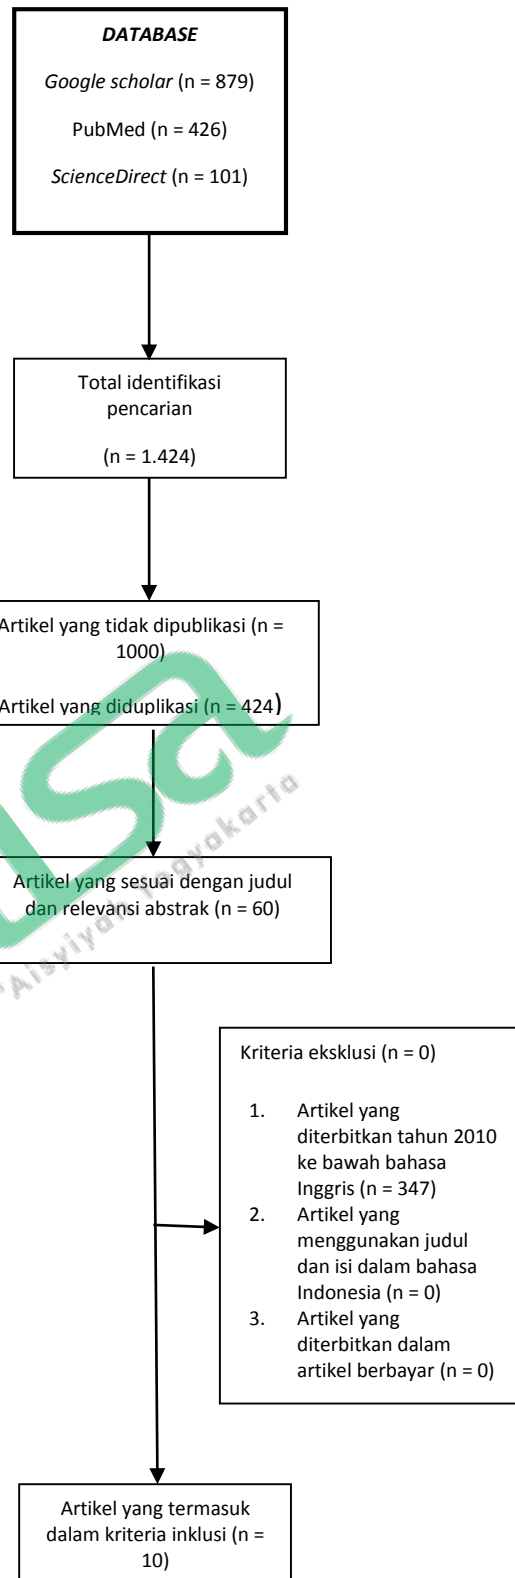 DATABASE
Google scholar (n = 879)
PubMed (n = 426)
ScienceDirect (n = 101)
Total identifikasi
pencarian
(n = 1.424)
Artikel yang tidak dipublikasi (n =
1000)
Artikel yang diduplikasi (n = 424)
Artikel yang sesuai dengan judul
dan relevansi abstrak (n = 60)
'Aisyiyah Yogyakarta
Kriteria eksklusi (n = 0)
1. Artikel yang
diterbitkan tahun 2010
ke bawah bahasa
Inggris (n = 347)
2. Artikel yang
menggunakan judul
dan isi dalam bahasa
Indonesia (n = 0)
3. Artikel yang
diterbitkan dalam
artikel berbayar (n = 0)
Artikel yang termasuk
dalam kriteria inklusi (n =
10)